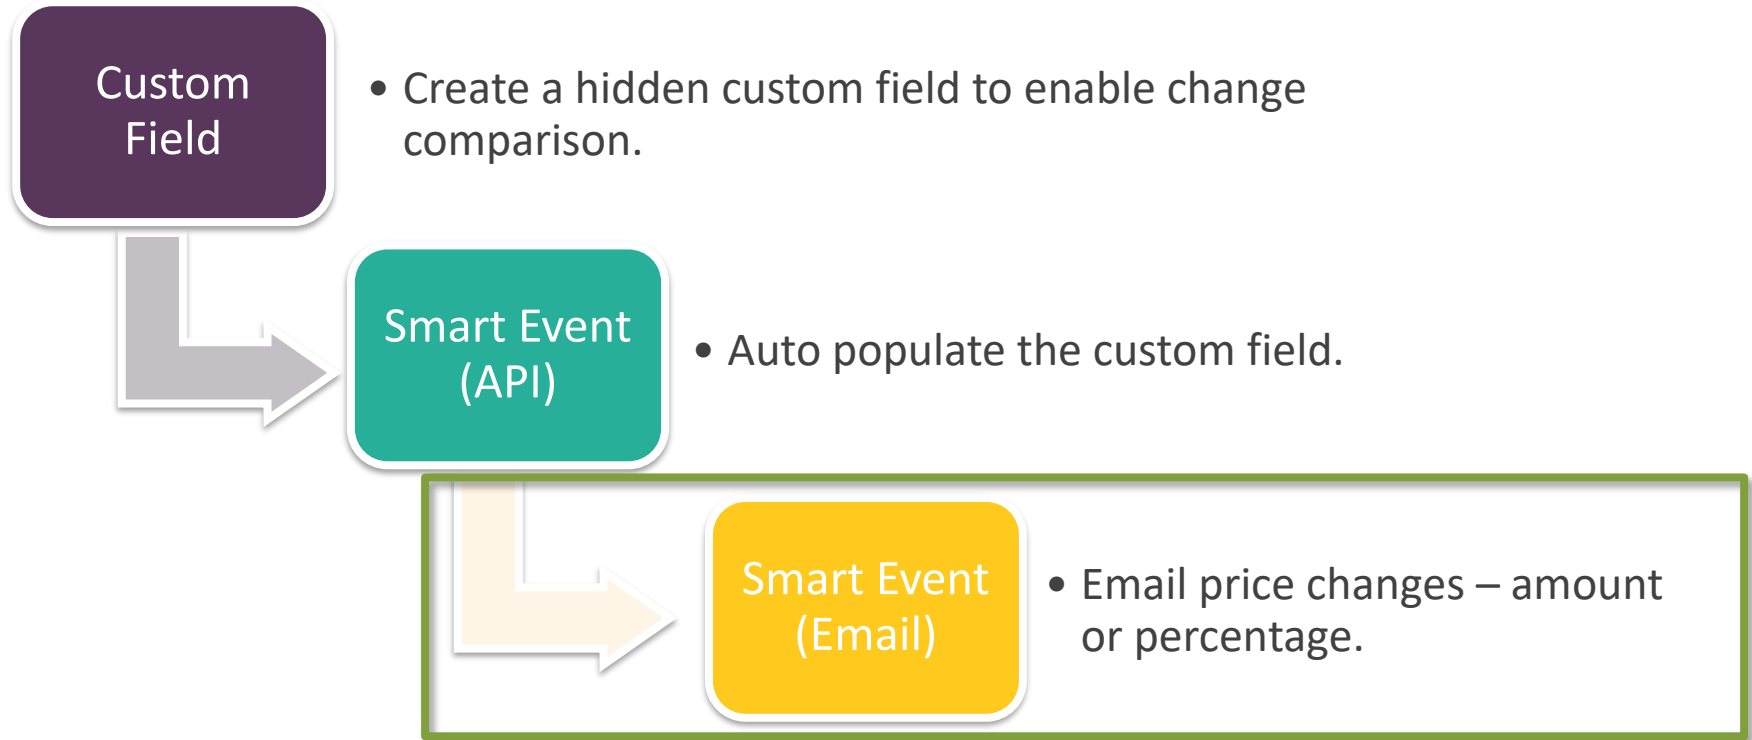 Custom
Field
• Create a hidden custom field to enable change
comparison.
Smart Event
(API)
• Auto populate the custom field.
Smart Event
(Email)
• Email price changes – amount
or percentage.